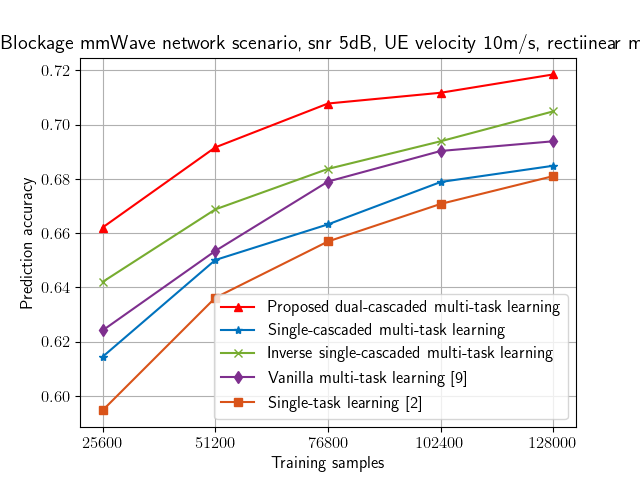 Blockage mmWave network scenario, snr 5dB, UE velocity 10m/s, rectiinear m
0.72
0.70
0.68
0.66
0.64
0.62
0.60
Prediction accuracy
Proposed dual-cascaded multi-task learning
Single-cascaded multi-task learning
Inverse single-cascaded multi-task learning
Vanilla multi-task learning [9]
Single-task learning [2]
25600 51200 76800 102400 128000
Training samples